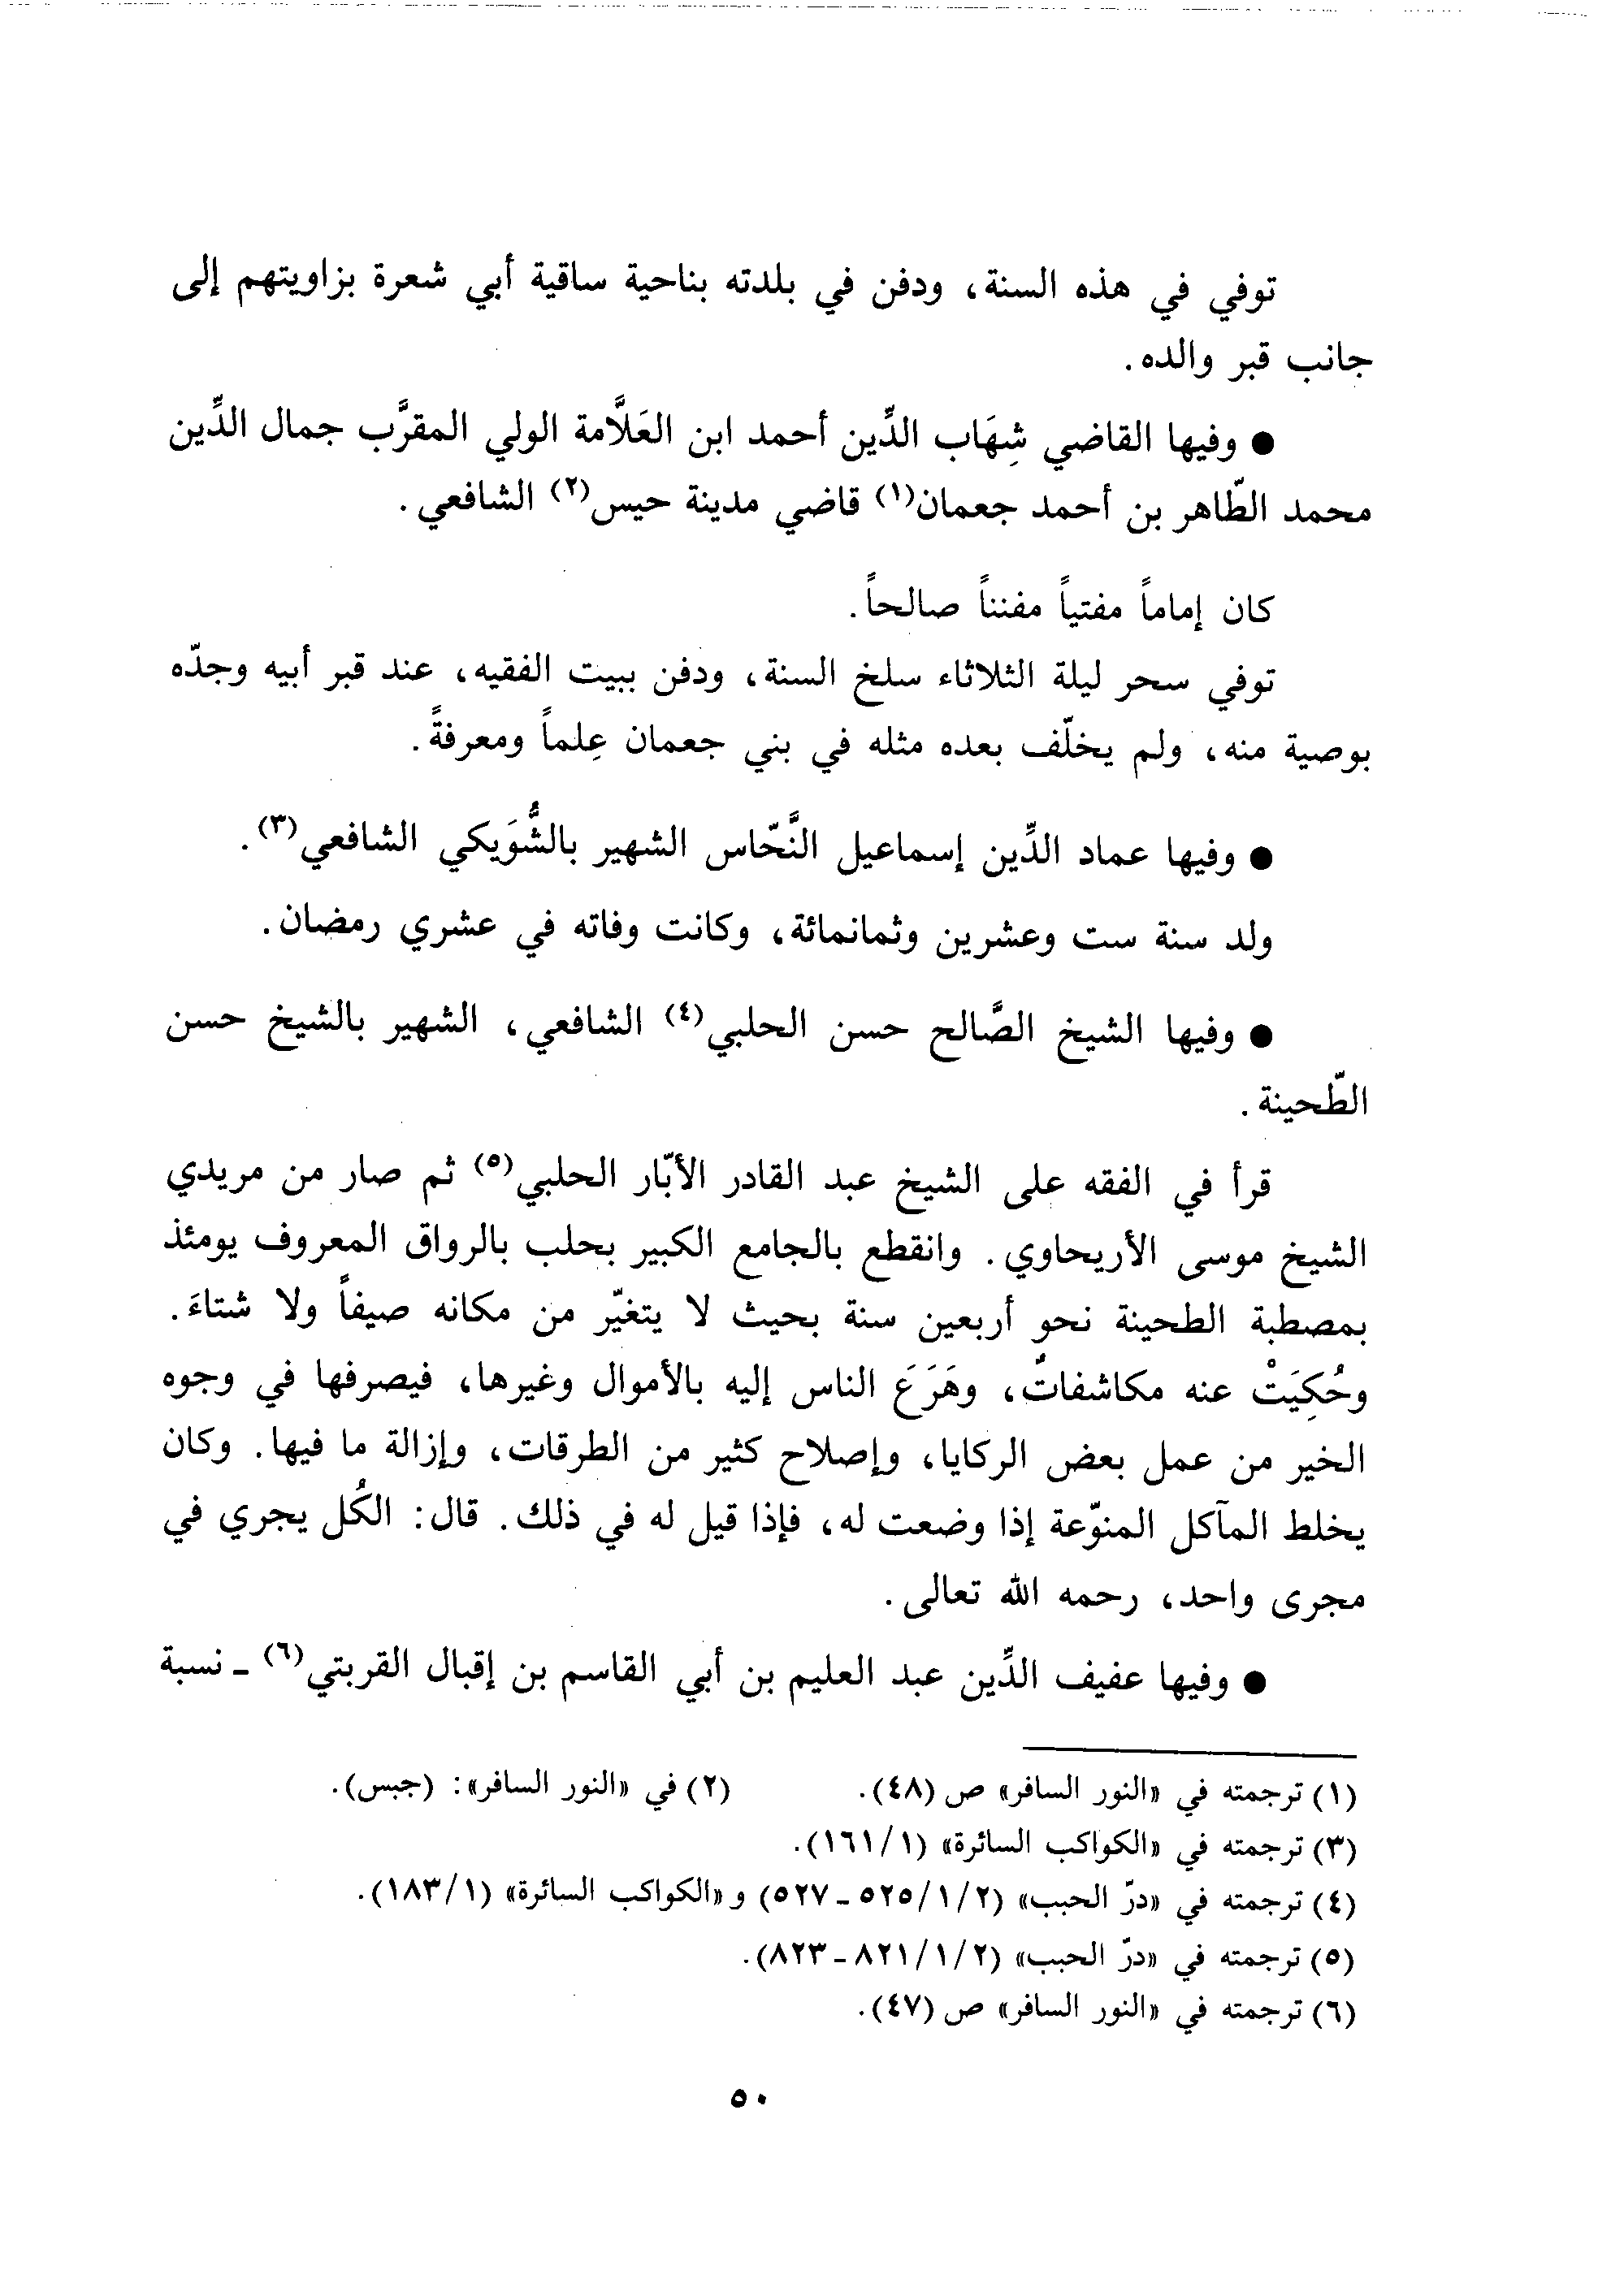 توفي في هذه السنة، ودفن في بلدته بناحية ساقية أبي شعرة بزاويتهم إلى
جانب قبر والده.
● وفيها القاضي شِهَاب الدِّين أحمد ابن العَلَّامة الولي المقرَّب جمال الدِّين
محمد الطّاهر بن أحمد جعمان(١) قاضي مدينة حيس(٢) الشافعي.
كان إماماً مفتياً مفنناً صالحاً.
توفي سحر ليلة الثلاثاء سلخ السنة، ودفن ببيت الفقيه، عند قبر أبيه وجدّه
بوصية منه، ولم يخلّف بعده مثله في بني جعمان عِلماً ومعرفةً.
● وفيها عماد الدِّين إسماعيل النَّحّاس الشهير بالشُّوَيكي الشافعي(٣).
ولد سنة ست وعشرين وثمانمائة، وكانت وفاته في عشري رمضان.
● وفيها الشيخ الصَّالح حسن الحلبي(٤) الشافعي، الشهير بالشيخ حسن
الطّحينة.
قرأ في الفقه على الشيخ عبد القادر الأبّار الحلبي(٥) ثم صار من مريدي
الشيخ موسى الأريحاوي. وانقطع بالجامع الكبير بحلب بالرواق المعروف يومئذ
بمصطبة الطحينة نحو أربعين سنة بحيث لا يتغيّر من مكانه صيفاً ولا شتاءَ.
وحُكِيَتْ عنه مكاشفاتٌ، وهَرَعَ الناس إليه بالأموال وغيرها، فيصرفها في وجوه
الخير من عمل بعض الركايا، وإصلاح كثير من الطرقات، وإزالة ما فيها. وكان
يخلط المآكل المنوّعة إذا وضعت له، فإذا قيل له في ذلك. قال: الكُل يجري في
مجرى واحد، رحمه الله تعالى.
● وفيها عفيف الدِّين عبد العليم بن أبي القاسم بن إقبال القربتي(٦) ـ نسبة
(١) ترجمته في «النور السافر» ص (٤٨). (٢) في «النور السافر»: (جبس).
(٣) ترجمته في «الكواكب السائرة» (١/١٦١).
(٤) ترجمته في «درّ الحبب» (٢/١/٥٢٥ ـ ٥٢٧) و«الكواكب السائرة» (١/١٨٣).
(٥) ترجمته في «درّ الحبب» (٢/١/٨٢١ ـ ٨٢٣).
(٦) ترجمته في «النور السافر» ص (٤٧).
٥٠